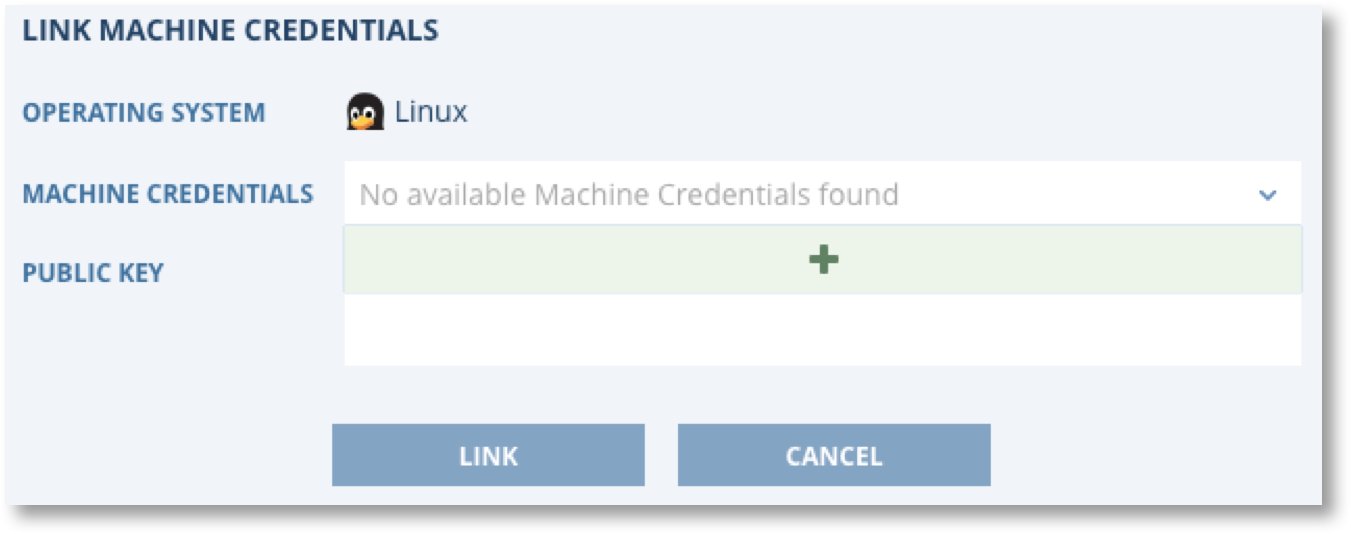 LINK MACHINE CREDENTIALS
OPERATING SYSTEM Linux
MACHINE CREDENTIALS No available Machine Credentials found
PUBLIC KEY
LINK CANCEL